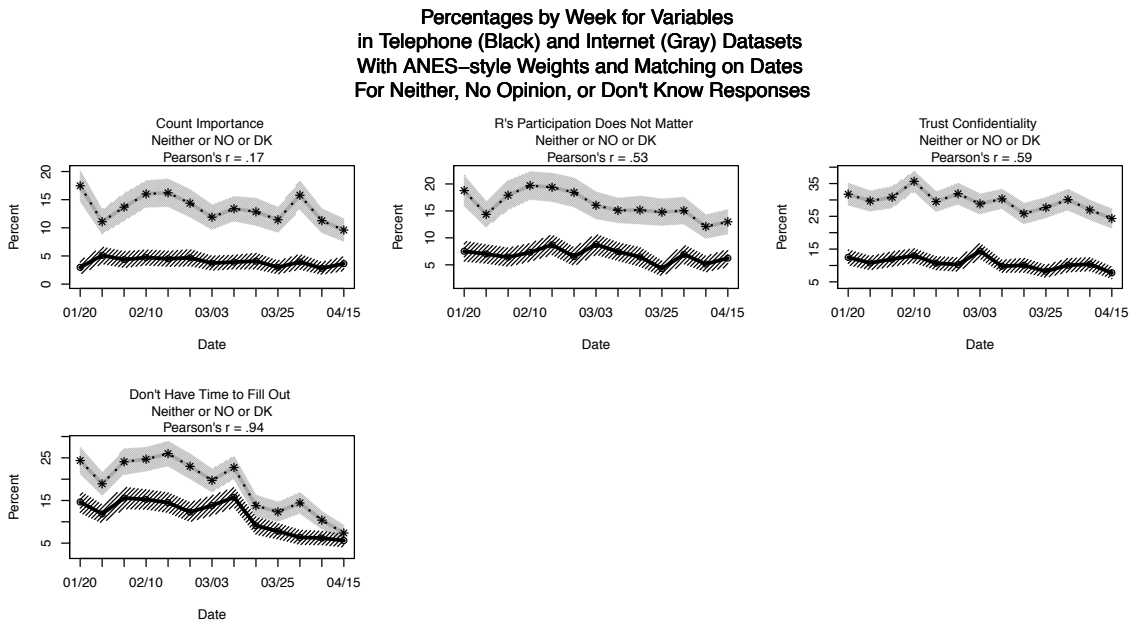 Percentages by Week for Variables
in Telephone (Black) and Internet (Gray) Datasets
With ANES−style Weights and Matching on Dates
For Neither, No Opinion, or Don't Know Responses
Count Importance
Neither or NO or DK
Pearson's r = .17
Percent
20
15
10
5
0
01/20 02/10 03/03 03/25 04/15
Date
R's Participation Does Not Matter
Neither or NO or DK
Pearson's r = .53
Percent
20
15
10
5
01/20 02/10 03/03 03/25 04/15
Date
Trust Confidentiality
Neither or NO or DK
Pearson's r = .59
Percent
35
25
15
5
01/20 02/10 03/03 03/25 04/15
Date
Don't Have Time to Fill Out
Neither or NO or DK
Pearson's r = .94
Percent
25
15
5
01/20 02/10 03/03 03/25 04/15
Date